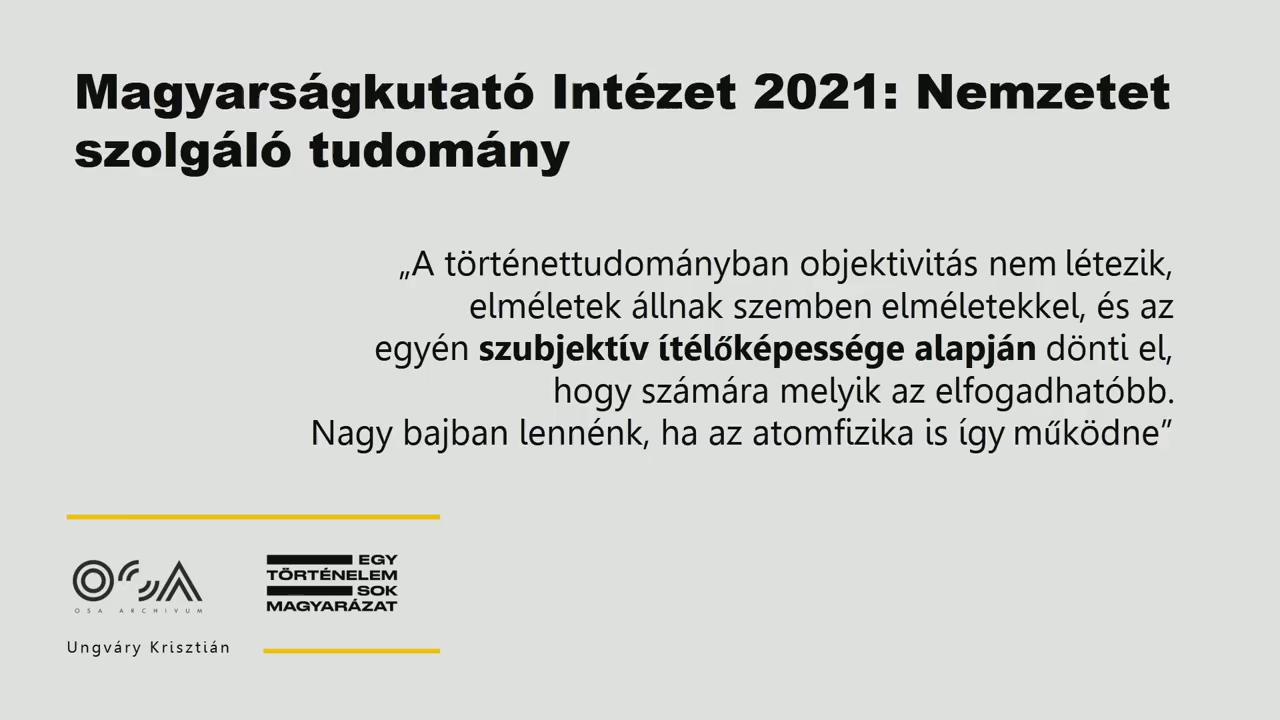 Magyarságkutató Intézet 2021: Nemzetet
szolgáló tudomány
„A történettudományban objektivitás nem létezik,
elméletek állnak szemben elméletekkel, és az
egyén szubjektív ítélőképessége alapján dönti el,
hogy számára melyik az elfogadhatóbb.
Nagy bajban lennénk, ha az atomfizika is így működne”
OSA
OSA ARCHIVUM
EGY
TÖRTÉNELEM
SOK
MAGYARÁZAT
Ungváry Krisztián